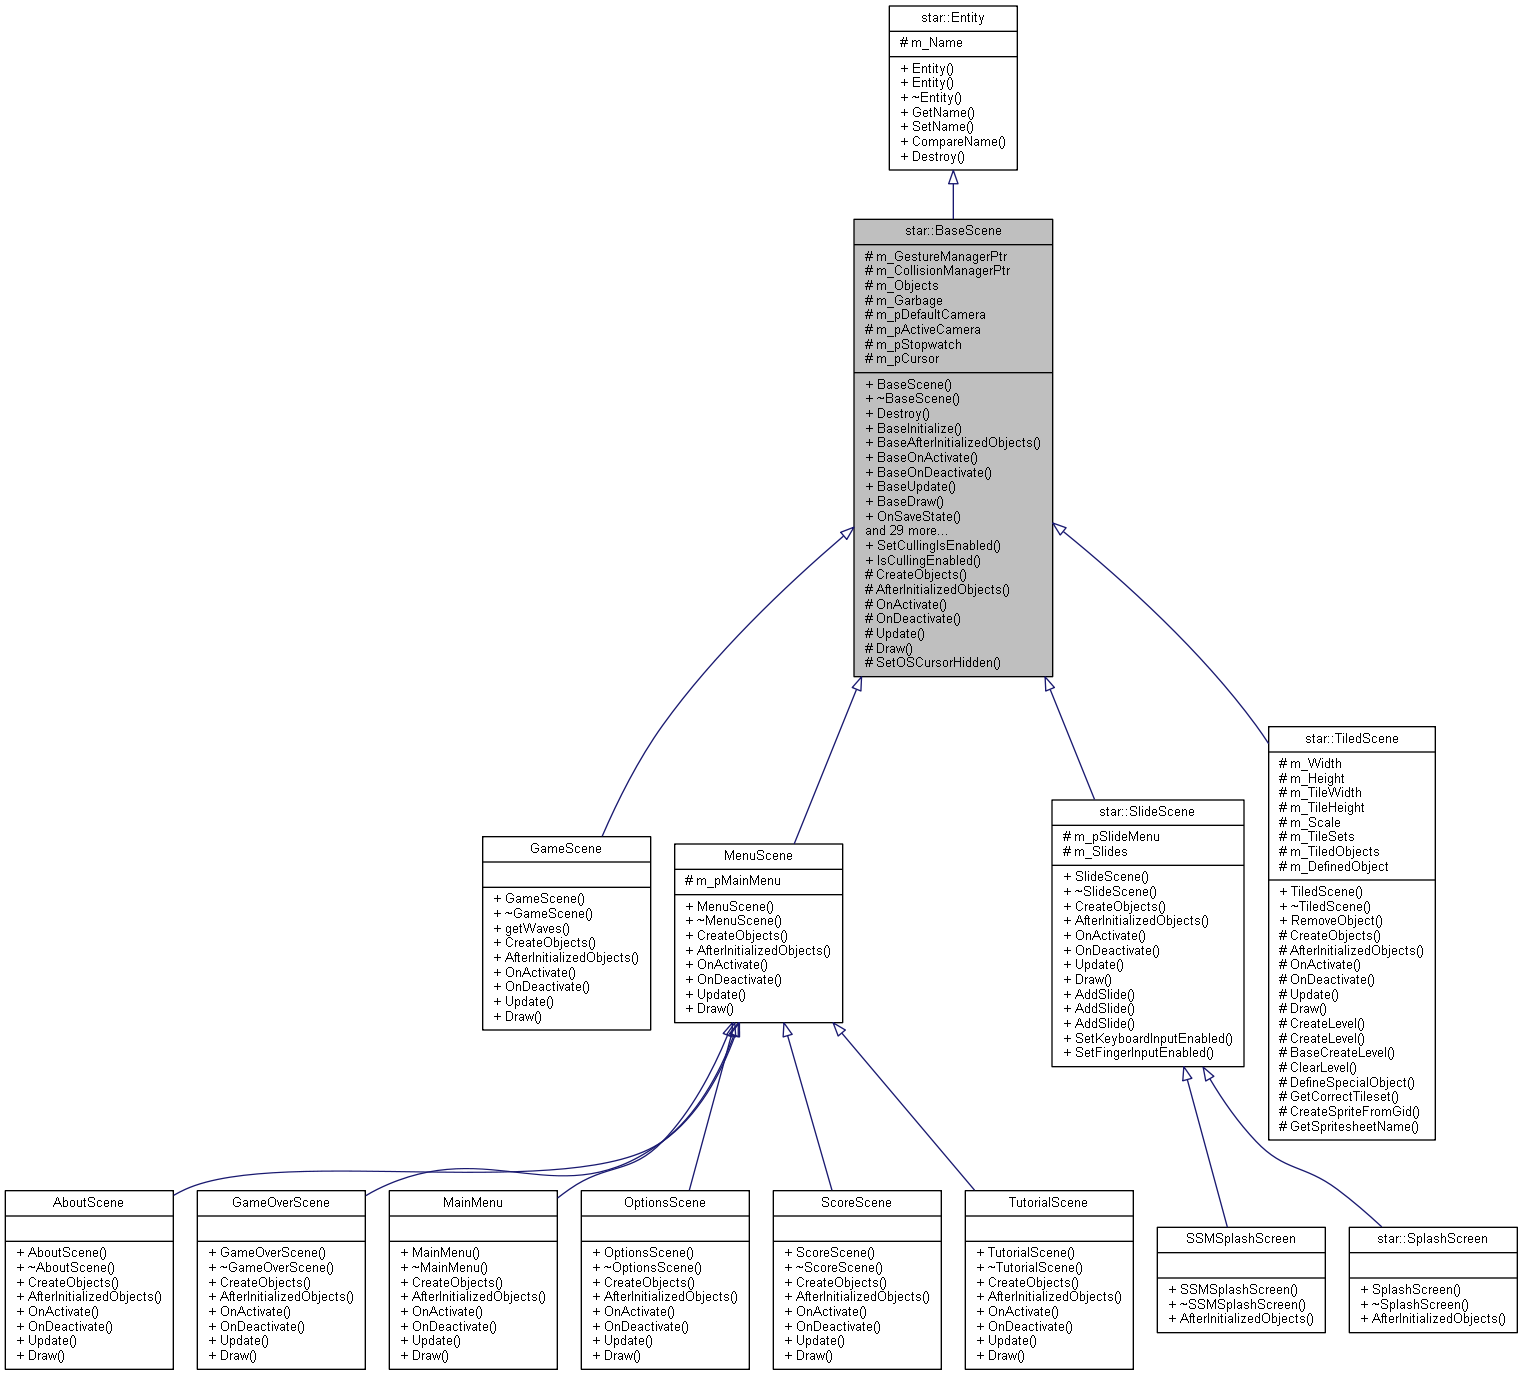 star::Entity
# m_Name
+ Entity()
+ Entity()
+ ~Entity()
+ GetName()
+ SetName()
+ CompareName()
+ Destroy()
star::BaseScene
# m_GestureManagerPtr
# m_CollisionManagerPtr
# m_Objects
# m_Garbage
# m_pDefaultCamera
# m_pActiveCamera
# m_pStopwatch
# m_pCursor
+ BaseScene()
+ ~BaseScene()
+ Destroy()
+ BaseInitialize()
+ BaseAfterInitializedObjects()
+ BaseOnActivate()
+ BaseOnDeactivate()
+ BaseUpdate()
+ BaseDraw()
+ OnSaveState()
and 29 more...
+ SetCullingIsEnabled()
+ IsCullingEnabled()
# CreateObjects()
# AfterInitializedObjects()
# OnActivate()
# OnDeactivate()
# Update()
# Draw()
# SetOSCursorHidden()
GameScene
+ GameScene()
+ ~GameScene()
+ getWaves()
+ CreateObjects()
+ AfterInitializedObjects()
+ OnActivate()
+ OnDeactivate()
+ Update()
+ Draw()
MenuScene
# m_pMainMenu
+ MenuScene()
+ ~MenuScene()
+ CreateObjects()
+ AfterInitializedObjects()
+ OnActivate()
+ OnDeactivate()
+ Update()
+ Draw()
star::SlideScene
# m_pSlideMenu
# m_Slides
+ SlideScene()
+ ~SlideScene()
+ CreateObjects()
+ AfterInitializedObjects()
+ OnActivate()
+ OnDeactivate()
+ Update()
+ Draw()
+ AddSlide()
+ AddSlide()
+ AddSlide()
+ SetKeyboardInputEnabled()
+ SetFingerInputEnabled()
star::TiledScene
# m_Width
# m_Height
# m_TileWidth
# m_TileHeight
# m_Scale
# m_TileSets
# m_TiledObjects
# m_DefinedObject
+ TiledScene()
+ ~TiledScene()
+ RemoveObject()
# CreateObjects()
# AfterInitializedObjects()
# OnActivate()
# OnDeactivate()
# Update()
# Draw()
# CreateLevel()
# CreateLevel()
# BaseCreateLevel()
# ClearLevel()
# DefineSpecialObject()
# GetCorrectTileset()
# CreateSpriteFromGid()
# GetSpritesheetName()
AboutScene
+ AboutScene()
+ ~AboutScene()
+ CreateObjects()
+ AfterInitializedObjects()
+ OnActivate()
+ OnDeactivate()
+ Update()
+ Draw()
GameOverScene
+ GameOverScene()
+ ~GameOverScene()
+ CreateObjects()
+ AfterInitializedObjects()
+ OnActivate()
+ OnDeactivate()
+ Update()
+ Draw()
MainMenu
+ MainMenu()
+ ~MainMenu()
+ CreateObjects()
+ AfterInitializedObjects()
+ OnActivate()
+ OnDeactivate()
+ Update()
+ Draw()
OptionsScene
+ OptionsScene()
+ ~OptionsScene()
+ CreateObjects()
+ AfterInitializedObjects()
+ OnActivate()
+ OnDeactivate()
+ Update()
+ Draw()
ScoreScene
+ ScoreScene()
+ ~ScoreScene()
+ CreateObjects()
+ AfterInitializedObjects()
+ OnActivate()
+ OnDeactivate()
+ Update()
+ Draw()
TutorialScene
+ TutorialScene()
+ ~TutorialScene()
+ CreateObjects()
+ AfterInitializedObjects()
+ OnActivate()
+ OnDeactivate()
+ Update()
+ Draw()
SSMSplashScreen
+ SSMSplashScreen()
+ ~SSMSplashScreen()
+ AfterInitializedObjects()
star::SplashScreen
+ SplashScreen()
+ ~SplashScreen()
+ AfterInitializedObjects()